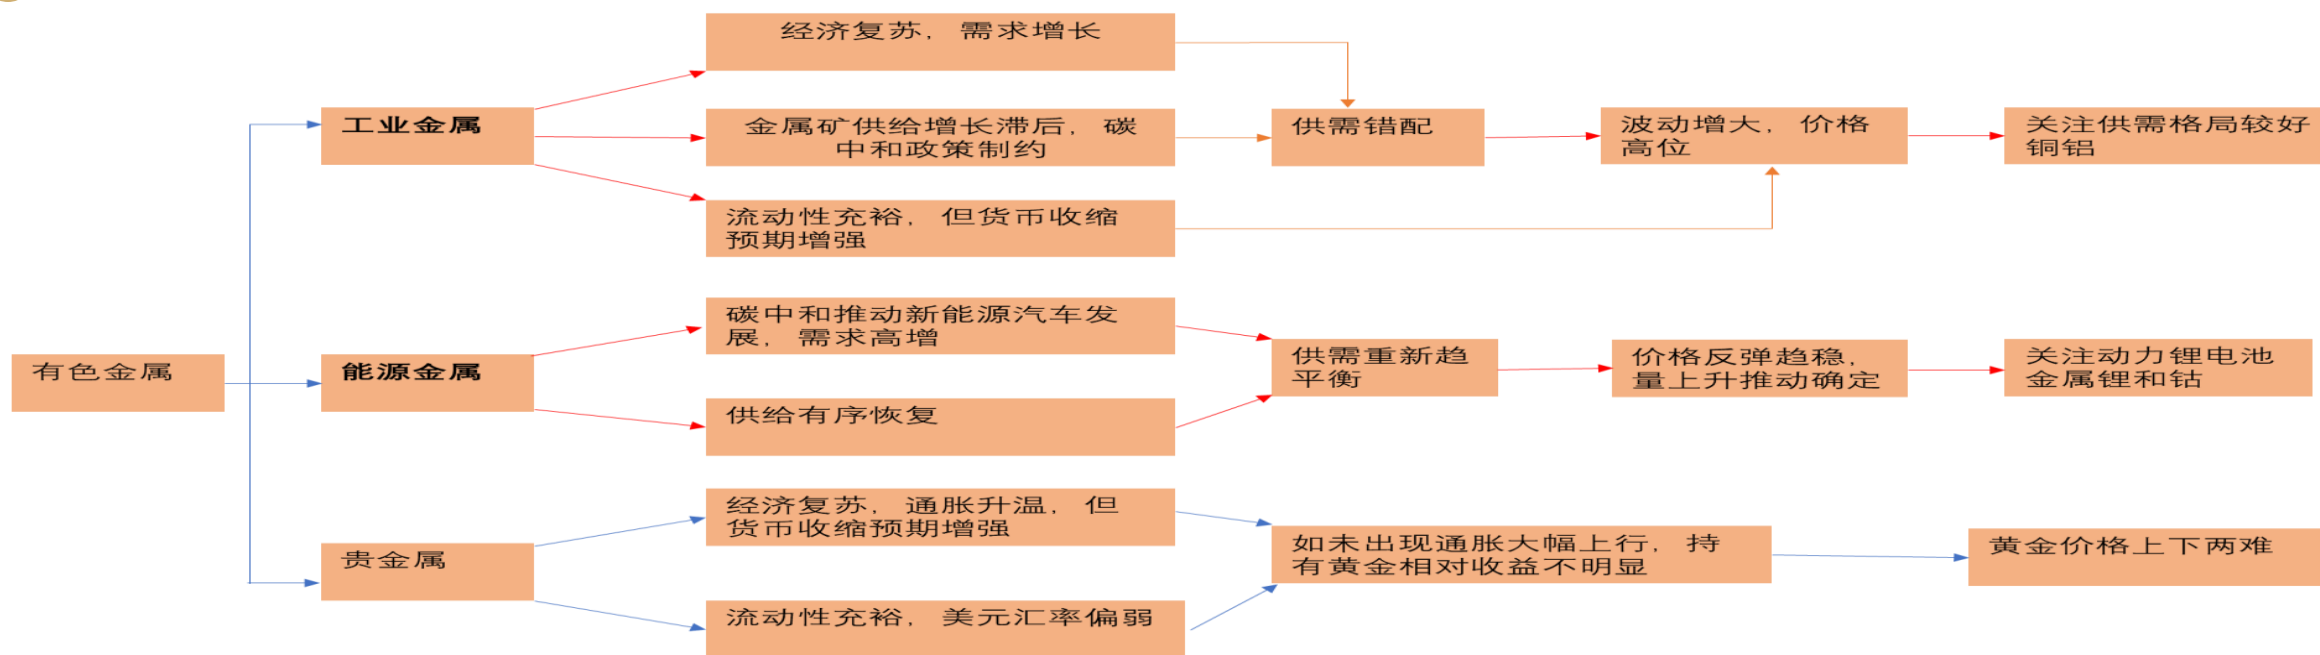 经济复苏，需求增长
工业金属
金属矿供给增长滞后，碳
中和政策制约
供需错配
波动增大，价格
高位
关注供需格局较好
铜铝
流动性充裕，但货币收缩
预期增强
碳中和推动新能源汽车发
展，需求高增
有色金属
能源金属
供需重新趋
平衡
价格反弹趋稳，
量上升推动确定
关注动力锂电池
金属锂和钴
供给有序恢复
经济复苏，通胀升温，但
货币收缩预期增强
贵金属
如未出现通胀大幅上行，持
有黄金相对收益不明显
黄金价格上下两难
流动性充裕，美元汇率偏弱